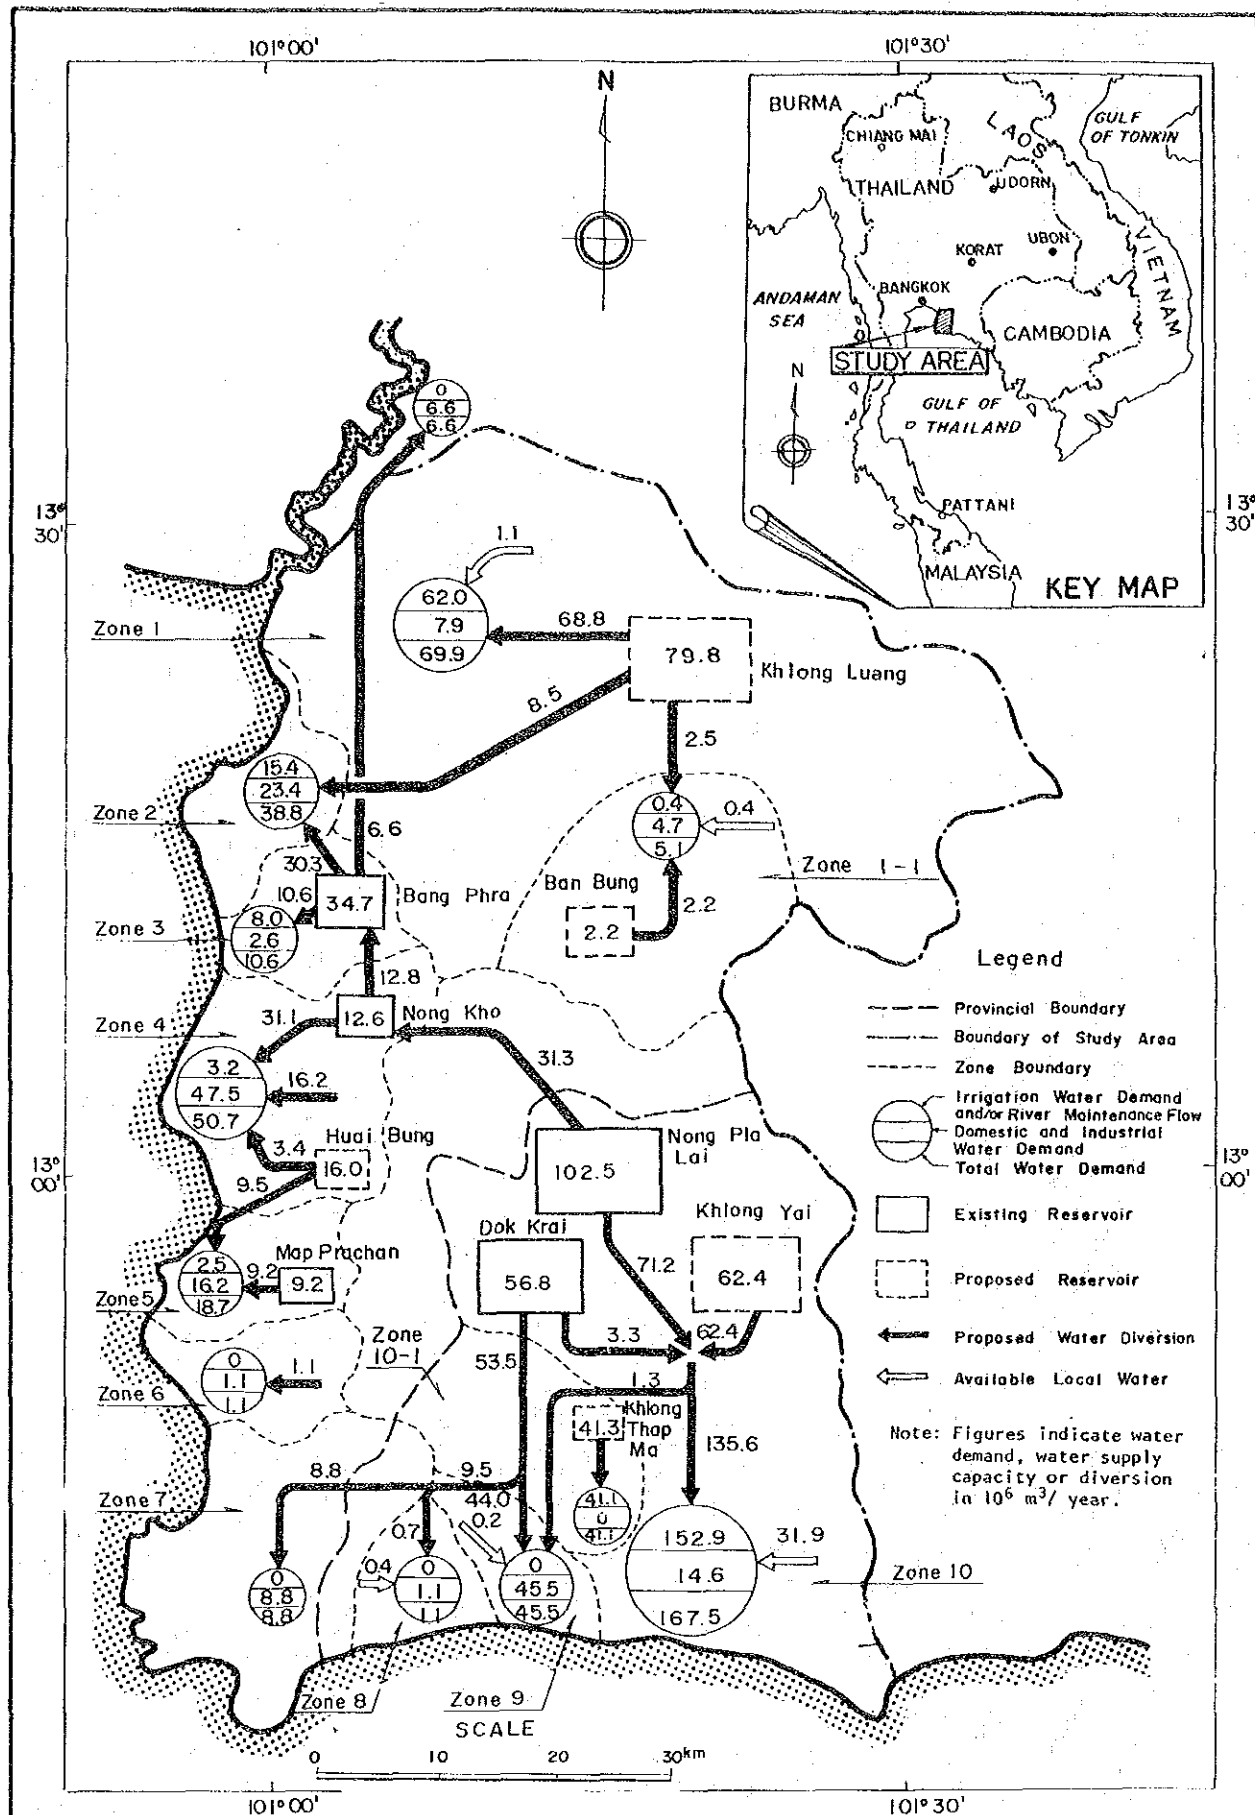 101°00'
101°30'
N
BURMA
CHIANG MAI
LAOS
GULF
OF TONKIN
THAILAND
UDORN
KORAT
UBON
VIETNAM
BANGKOK
ANDAMAN
SEA
CAMBODIA
STUDY AREA
N
GULF OF
THAILAND
PATTANI
MALAYSIA
KEY MAP
13°
30'
13°
30'
0
6.6
6.6
1.1
62.0
7.9
69.9
Zone 1
68.8
79.8
Khlong Luang
8.5
2.5
15.4
23.4
38.8
Zone 2
6.6
0.4
4.7
5.1
0.4
30.3
10.6
34.7
Bang Phra
Ban Bung
2.2
2.2
Zone 1-1
Zone 3
8.0
2.6
10.6
12.8
Zone 4
31.1
12.6
Nong Kho
31.3
3.2
47.5
50.7
16.2
3.4
Huai Bung
16.0
9.5
Nong Pla
Lai
102.5
Legend
Provincial Boundary
Boundary of Study Area
Zone Boundary
Irrigation Water Demand
and/or River Maintenance Flow
Domestic and Industrial
Water Demand
Total Water Demand
Existing Reservoir
Proposed Reservoir
Proposed Water Diversion
Available Local Water
Note: Figures indicate water
demand, water supply
capacity or diversion
in 10⁶ m³/ year.
13°
00'
13°
00'
Map Prachan
9.2
9.2
2.5
16.2
18.7
Zone 5
Dok Krai
56.8
71.2
Khlong Yai
62.4
62.4
3.3
53.5
Zone
10-1
0
1.1
1.1
1.1
Zone 6
1.3
Khlong
Thap
Ma
41.3
135.6
8.8
9.5
Zone 7
44.0
0.2
0.7
0.4
41.1
0
41.1
0
8.8
8.8
0
1.1
1.1
0
45.5
45.5
152.9
14.6
167.5
31.9
Zone 10
Zone 8
Zone 9
SCALE
0
10
20
30km
101°00'
101°30'